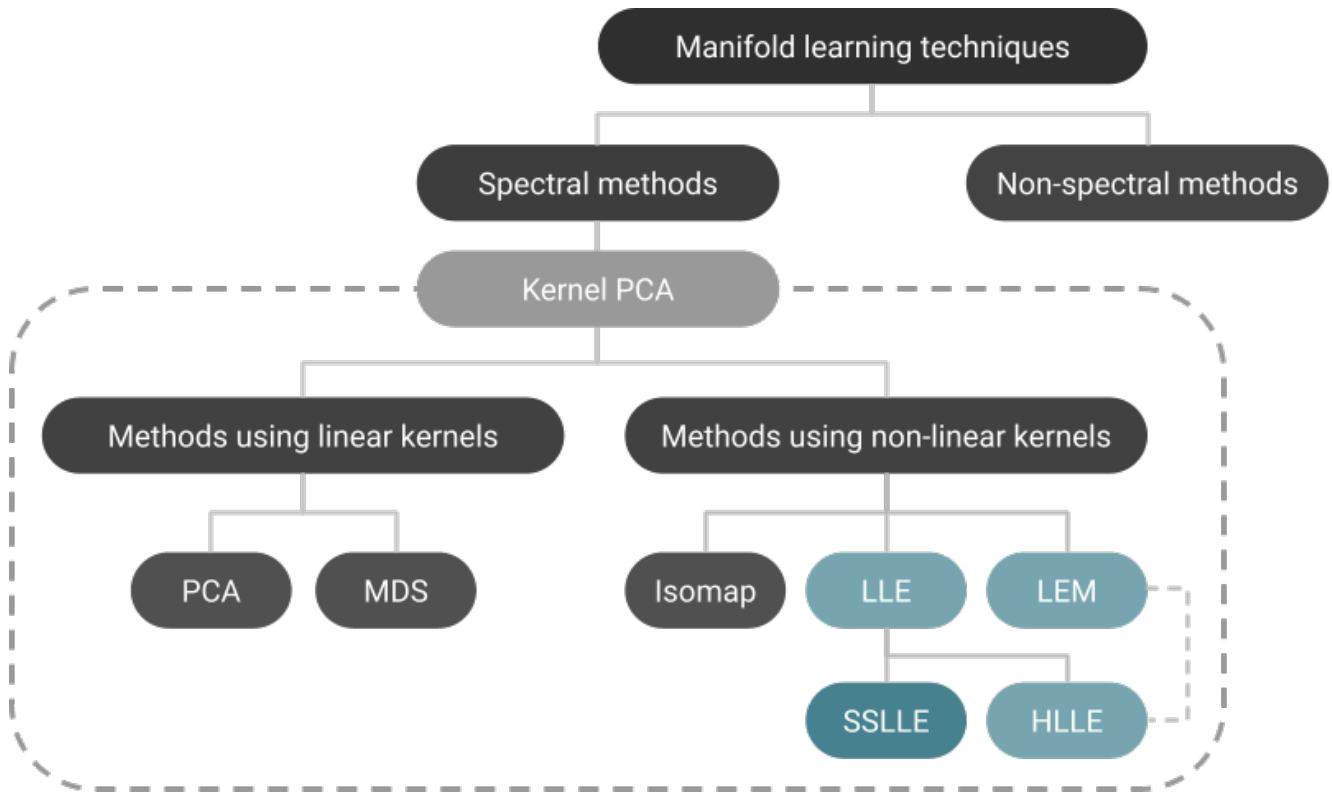 Manifold learning techniques
Spectral methods
Non-spectral methods
Kernel PCA
Methods using linear kernels
Methods using non-linear kernels
PCA
MDS
Isomap
LLE
LEM
SSLLE
HLLE